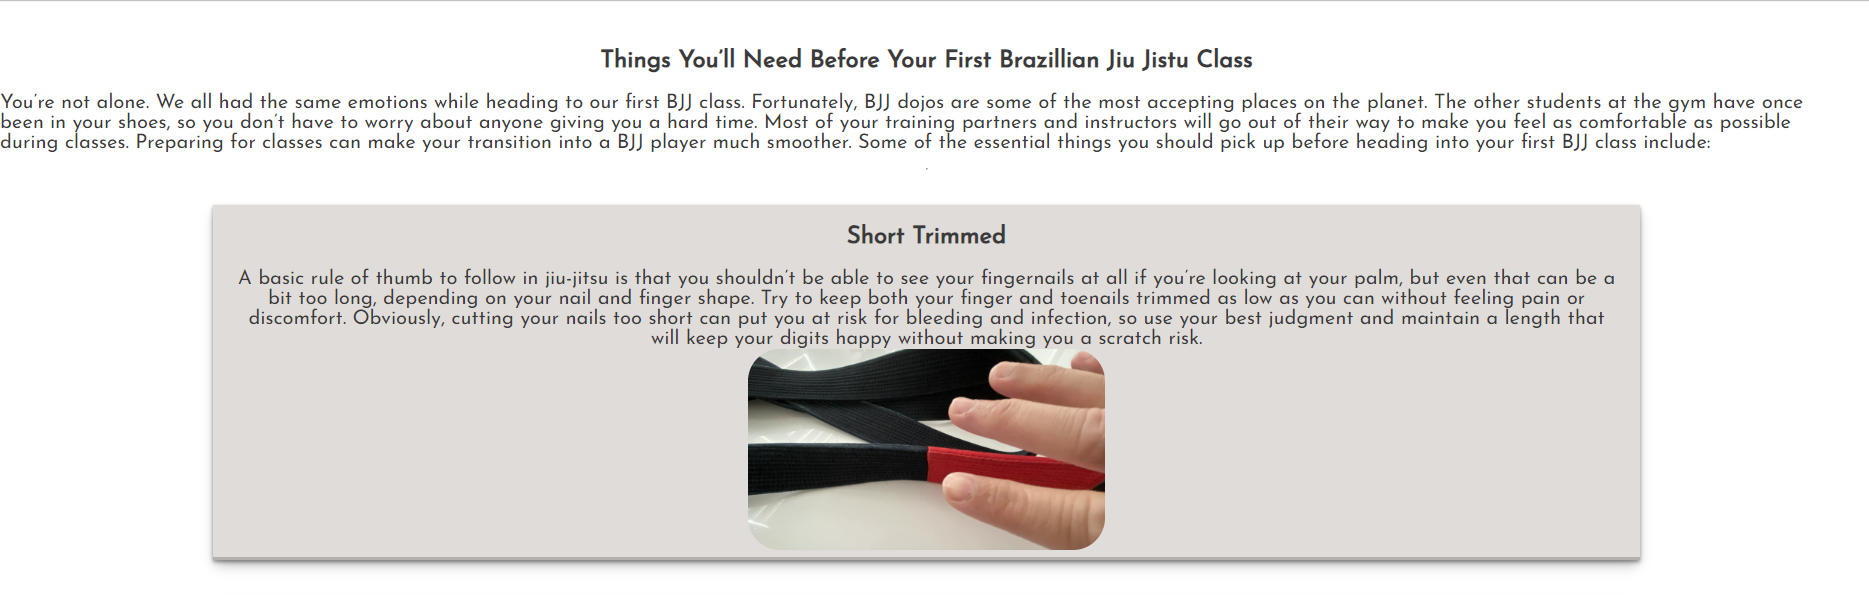 Things You'll Need Before Your First Brazillian Jiu Jistu Class
You're not alone. We all had the same emotions while heading to our first BJJ class. Fortunately, BJJ dojos are some of the most accepting places on the planet. The other students at the gym have once
been in your shoes, so you don't have to worry about anyone giving you a hard time. Most of your training partners and instructors will go out of their way to make you feel as comfortable as possible
during classes. Preparing for classes can make your transition into a BJJ player much smoother. Some of the essential things you should pick up before heading into your first BJJ class include:
.
Short Trimmed
A basic rule of thumb to follow in jiu-jitsu is that you shouldn't be able to see your fingernails at all if you're looking at your palm, but even that can be a
bit too long, depending on your nail and finger shape. Try to keep both your finger and toenails trimmed as low as you can without feeling pain or
discomfort. Obviously, cutting your nails too short can put you at risk for bleeding and infection, so use your best judgment and maintain a length that
will keep your digits happy without making you a scratch risk.